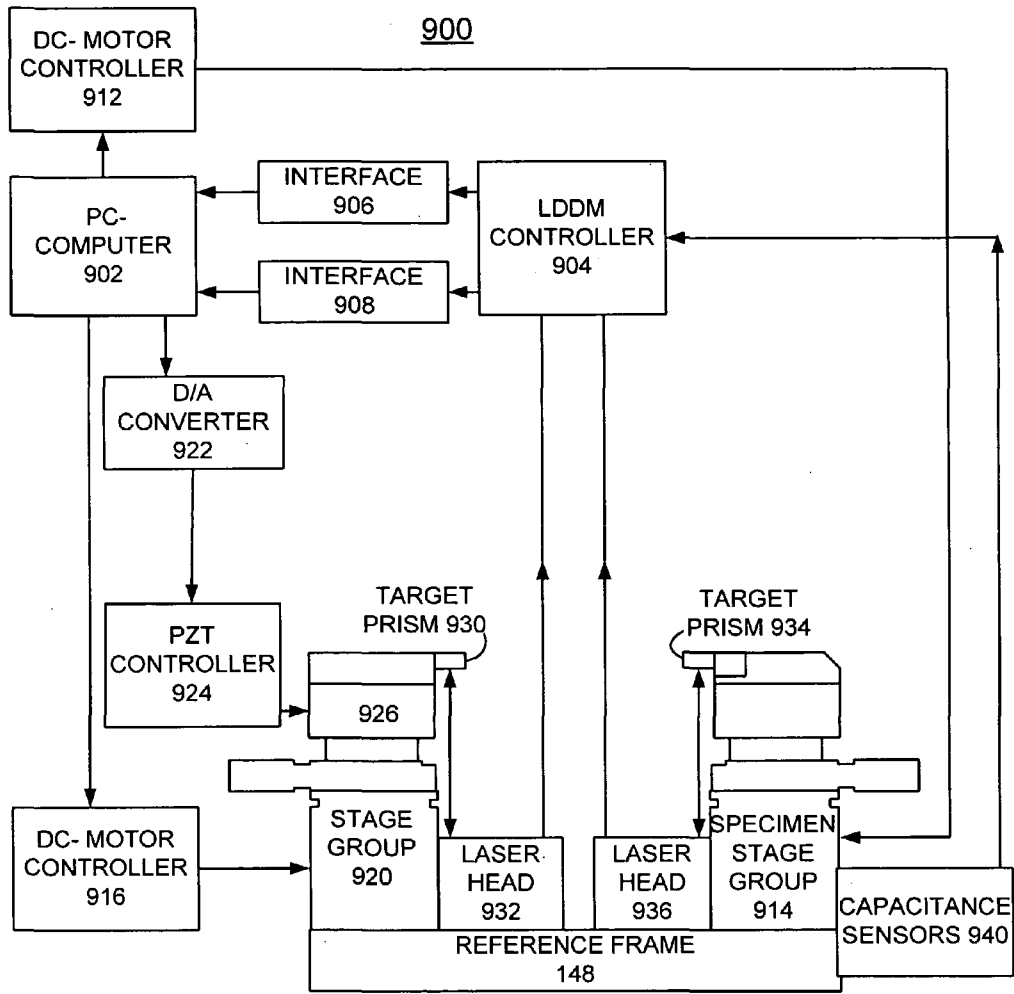 900
DC- MOTOR
CONTROLLER
912
PC-
COMPUTER
902
INTERFACE
906
INTERFACE
908
LDDM
CONTROLLER
904
D/A
CONVERTER
922
PZT
CONTROLLER
924
TARGET
PRISM 930
TARGET
PRISM 934
926
DC- MOTOR
CONTROLLER
916
STAGE
GROUP
920
LASER
HEAD
932
LASER
HEAD
936
SPECIMEN
STAGE
GROUP
914
CAPACITANCE
SENSORS 940
REFERENCE FRAME
148